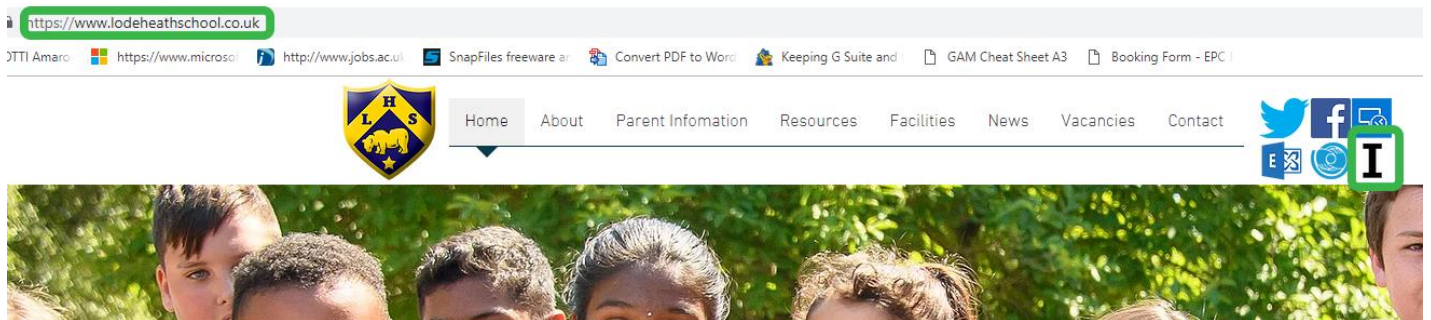 https://www.lodeheathschool.co.uk
OTTI Amaro https://www.microso http://www.jobs.ac.u SnapFiles freeware ar Convert PDF to Word Keeping G Suite and GAM Cheat Sheet A3 Booking Form - EPC
H
L S
Home About Parent Infomation Resources Facilities News Vacancies Contact
f
E I